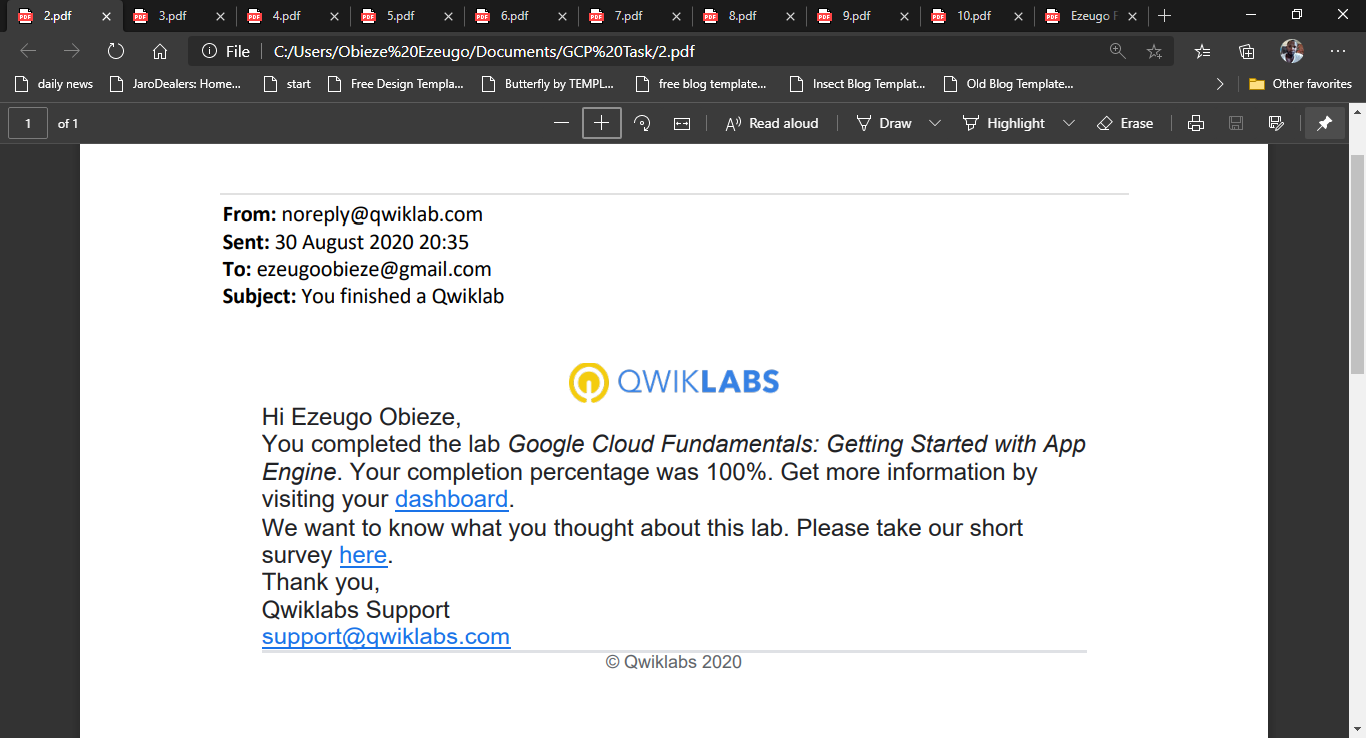 2.pdf 3.pdf 4.pdf 5.pdf 6.pdf 7.pdf 8.pdf 9.pdf 10.pdf Ezeugo
File C:/Users/Obieze%20Ezeugo/Documents/GCP%20Task/2.pdf
daily news JaroDealers: Home... start Free Design Templa... Butterfly by TEMPL... free blog template... Insect Blog Templat... Old Blog Template... Other favorites
1 of 1 Read aloud Draw Highlight Erase
From: noreply@qwiklab.com
Sent: 30 August 2020 20:35
To: ezeugoobieze@gmail.com
Subject: You finished a Qwiklab
QWIKLABS
Hi Ezeugo Obieze,
You completed the lab Google Cloud Fundamentals: Getting Started with App
Engine. Your completion percentage was 100%. Get more information by
visiting your dashboard.
We want to know what you thought about this lab. Please take our short
survey here.
Thank you,
Qwiklabs Support
support@qwiklabs.com
© Qwiklabs 2020